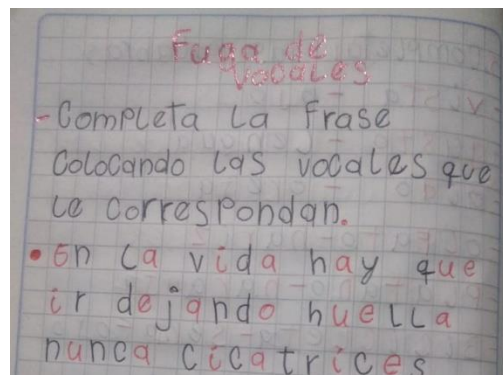 Fuga de
Vocales
- Completa la frase
Colocando las vocales que
le correspondan.
• En la vida hay que
ir dejando huella
nunca cicatrices